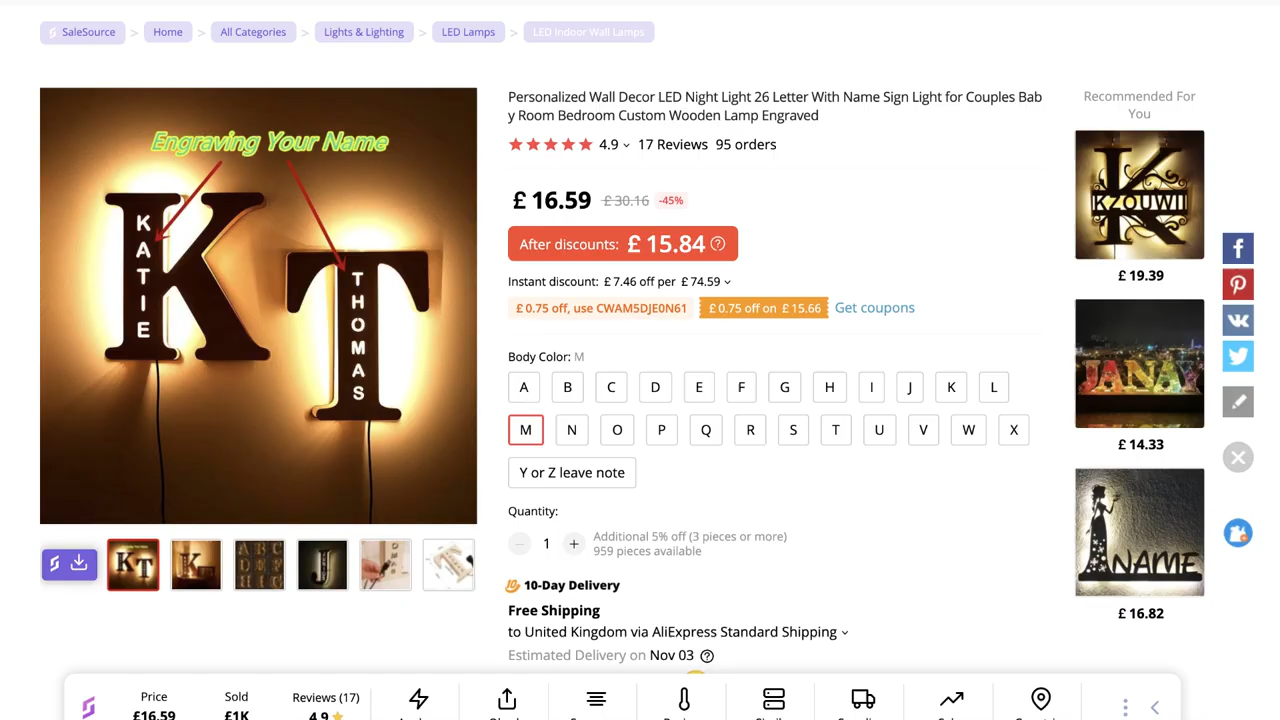 SaleSource > Home > All Categories > Lights & Lighting > LED Lamps > LED Indoor Wall Lamps
Engraving Your Name
KATIE
THOMAS
Personalized Wall Decor LED Night Light 26 Letter With Name Sign Light for Couples Bab
y Room Bedroom Custom Wooden Lamp Engraved
4.9 17 Reviews 95 orders
£ 16.59 £ 30.16 -45%
After discounts: £ 15.84
Instant discount: £ 7.46 off per £ 74.59
£ 0.75 off, use CWAM5DJE0N61 £ 0.75 off on £ 15.66 Get coupons
Body Color: M
A B C D E F G H I J K L
M N O P Q R S T U V W X
Y or Z leave note
Quantity:
1
Additional 5% off (3 pieces or more)
959 pieces available
10-Day Delivery
Free Shipping
to United Kingdom via AliExpress Standard Shipping
Estimated Delivery on Nov 03
Recommended For
You
KZOUWII
£ 19.39
JANAY
£ 14.33
NAME
£ 16.82
Price
£16.59
Sold
£1K
Reviews (17)
4.9